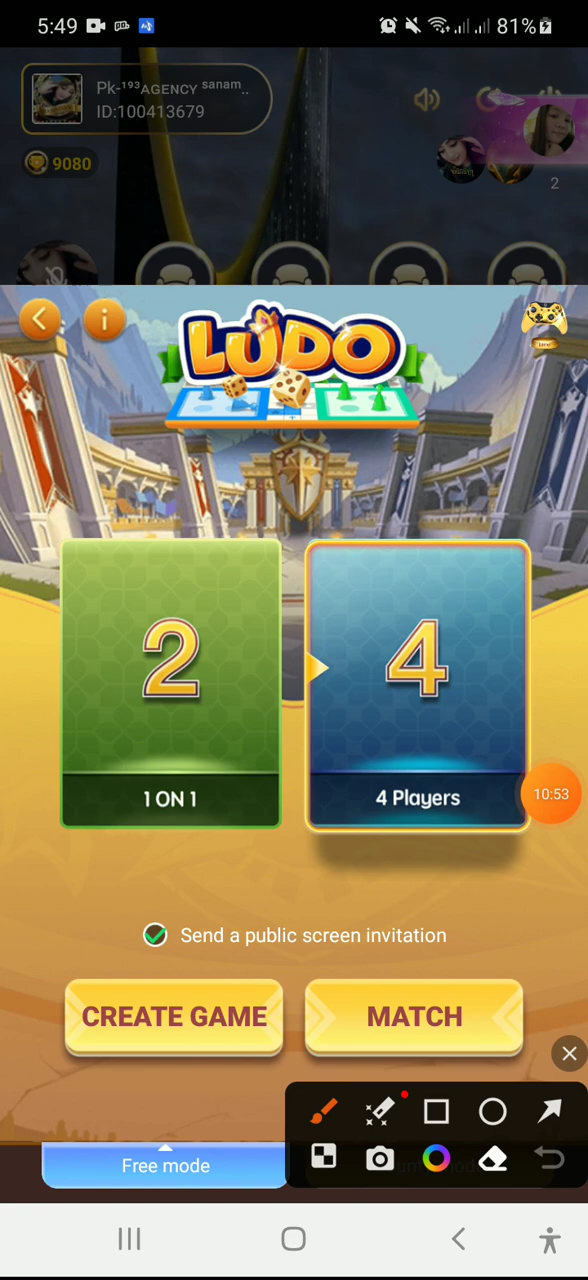 5:49
81%
Pk-¹⁹³AGENCY sanam..
ID:100413679
9080
2
i
LUDO
2
4
1 ON 1
4 Players
10:53
Send a public screen invitation
CREATE GAME
MATCH
Free mode